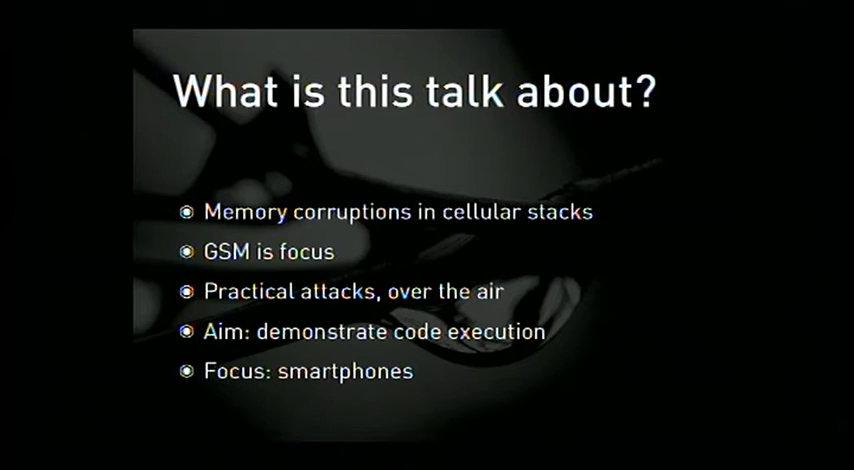 What is this talk about?
Memory corruptions in cellular stacks
GSM is focus
Practical attacks, over the air
Aim: demonstrate code execution
Focus: smartphones